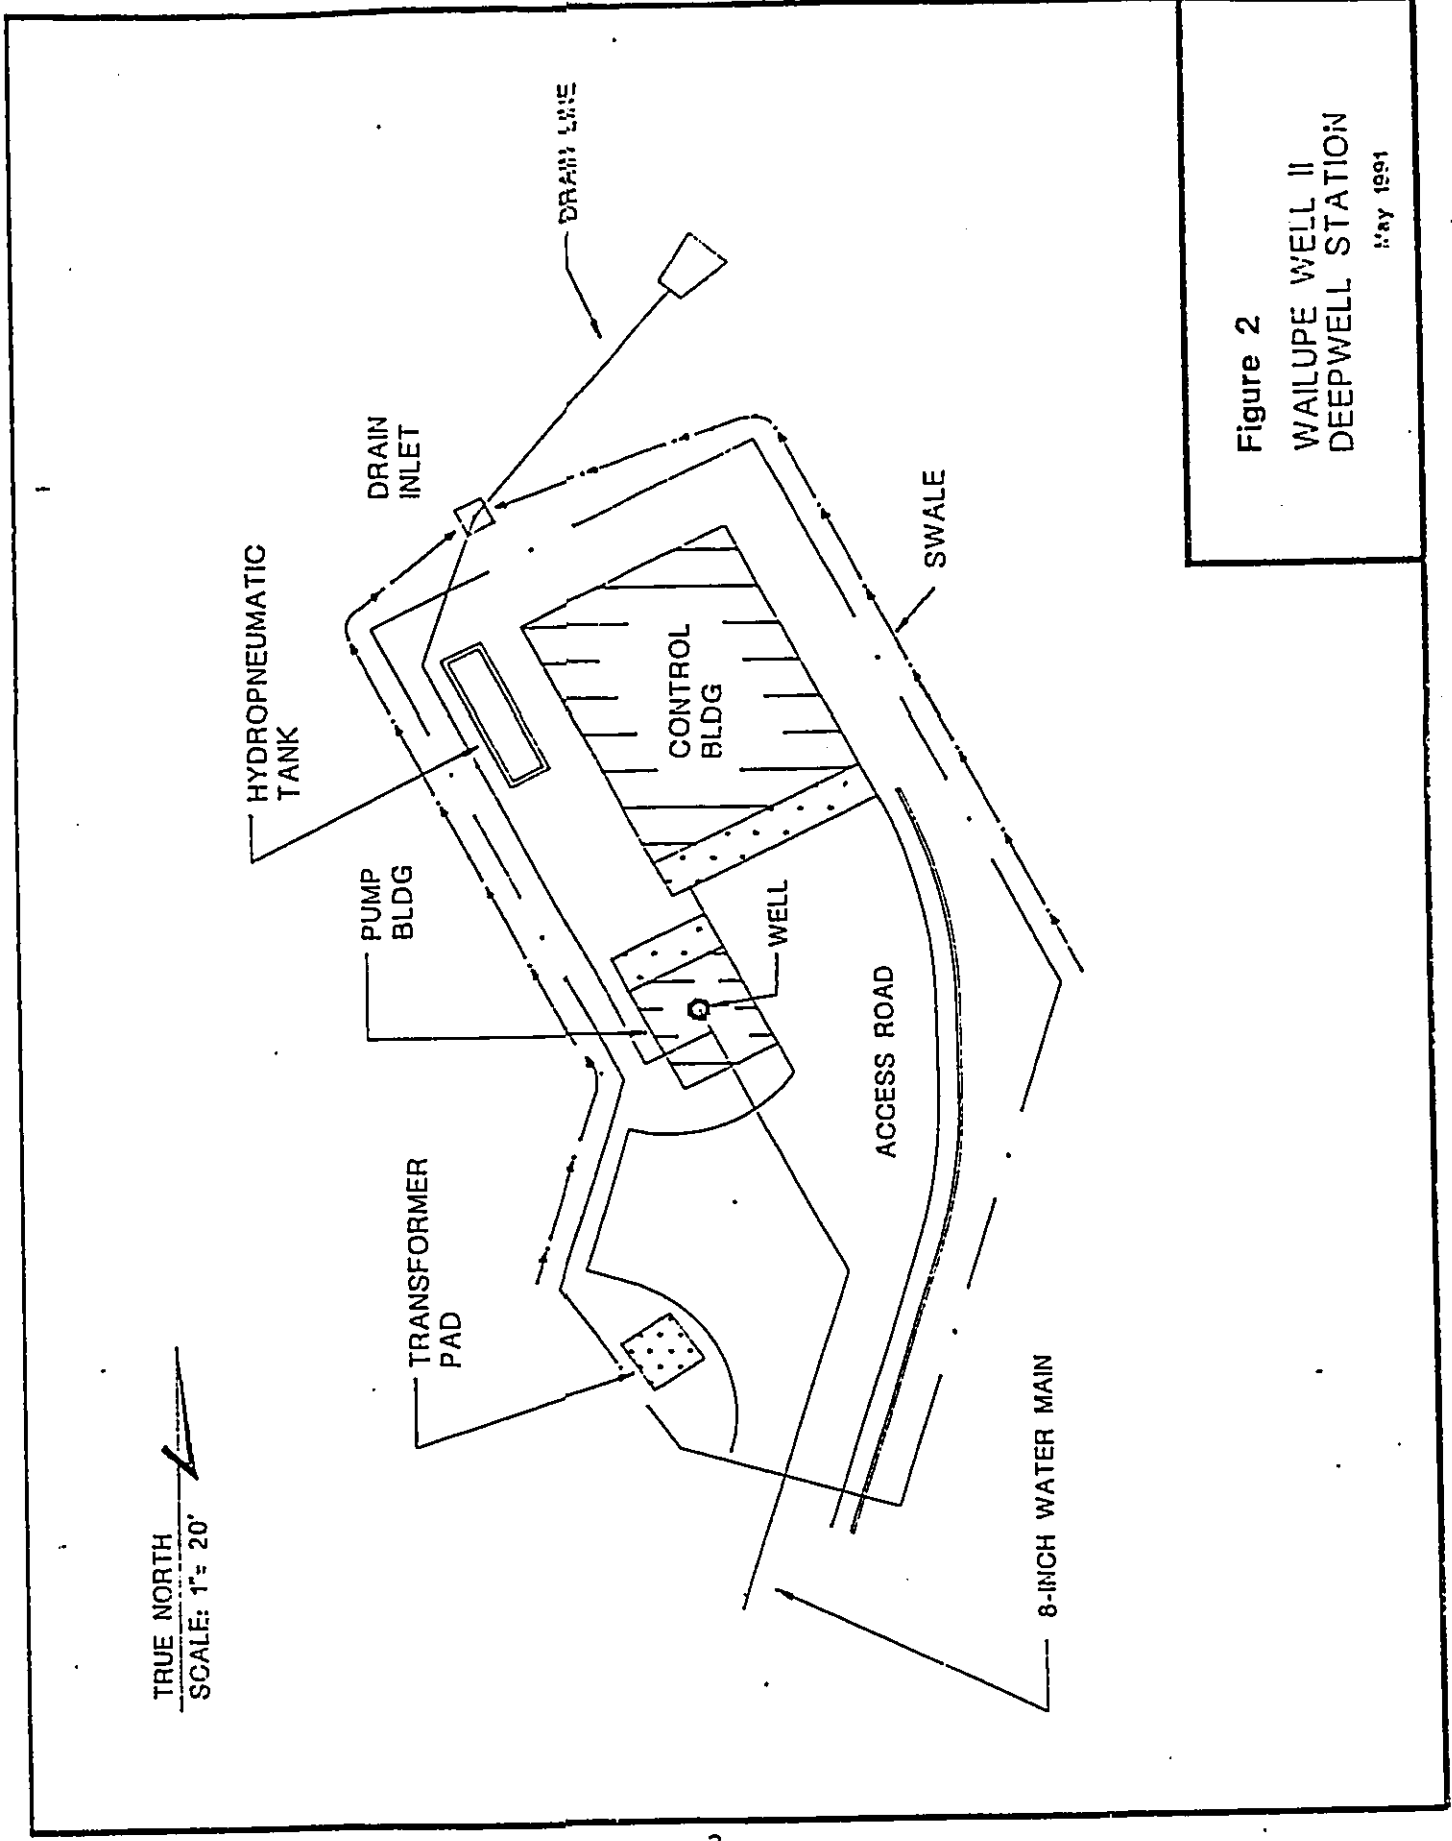 TRUE NORTH
SCALE: 1"= 20'
HYDROPNEUMATIC
TANK
DRAIN
INLET
DRAIN LINE
PUMP
BLDG
TRANSFORMER
PAD
CONTROL
BLDG
WELL
ACCESS ROAD
SWALE
8-INCH WATER MAIN
Figure 2
WAILUPE WELL II
DEEPWELL STATION
May 1991